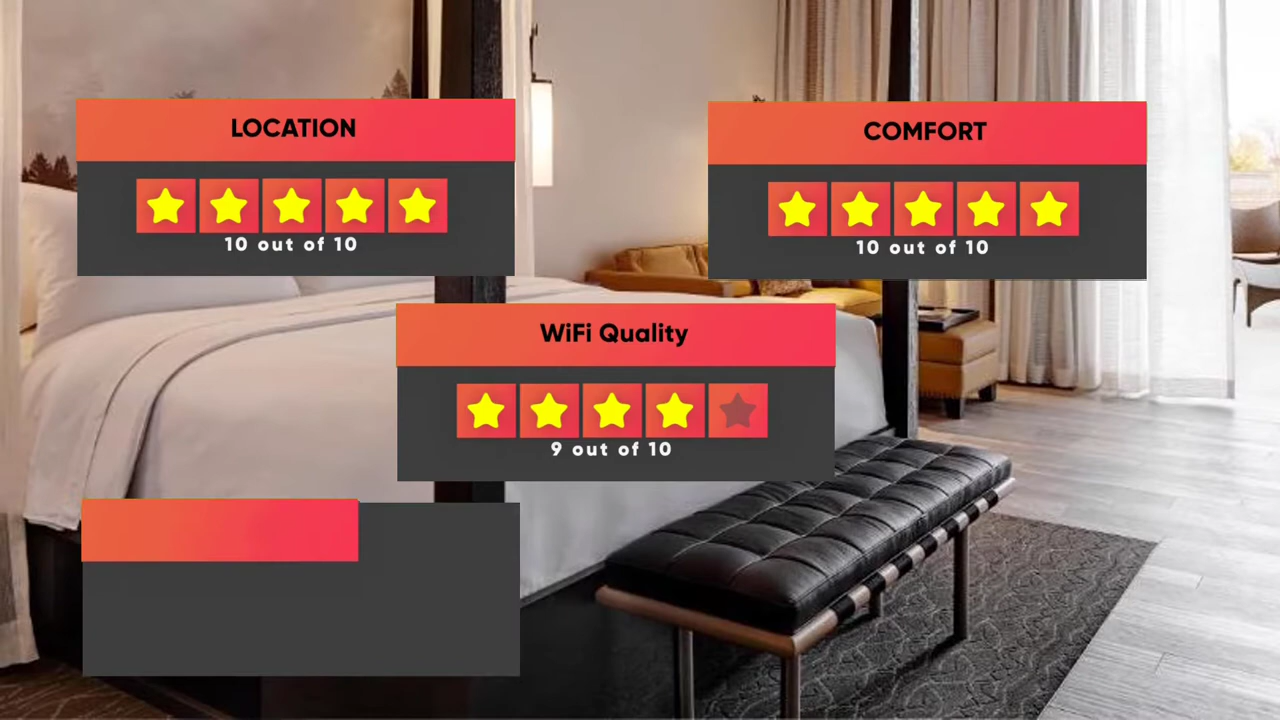 LOCATION
10 out of 10
COMFORT
10 out of 10
WiFi Quality
9 out of 10